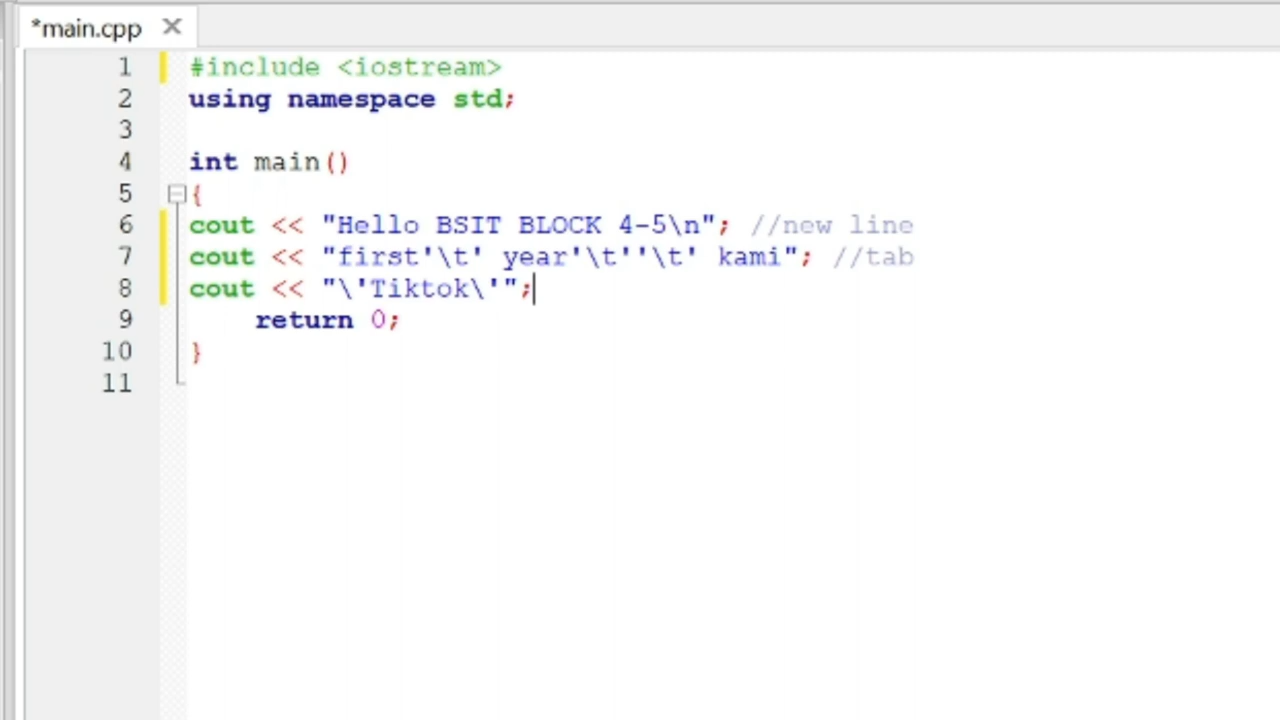 *main.cpp ✕
1 #include <iostream>
2 using namespace std;
3
4 int main()
5 {
6 cout << "Hello BSIT BLOCK 4-5\n"; //new line
7 cout << "first'\t' year'\t''\t' kami"; //tab
8 cout << "\'Tiktok\'";
9     return 0;
10 }
11